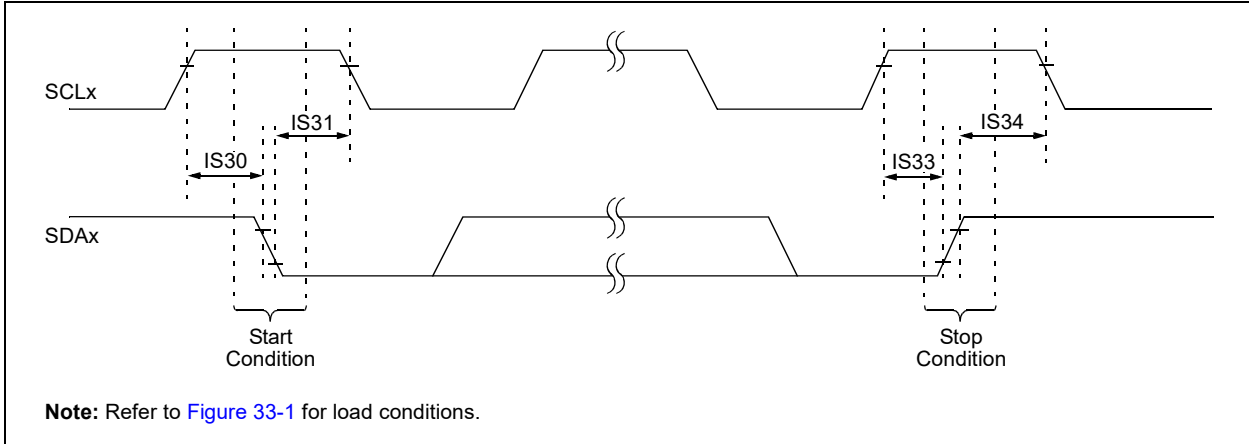 SCLx
IS31
IS34
IS30
IS33
SDAx
Start
Condition
Stop
Condition
Note: Refer to Figure 33-1 for load conditions.